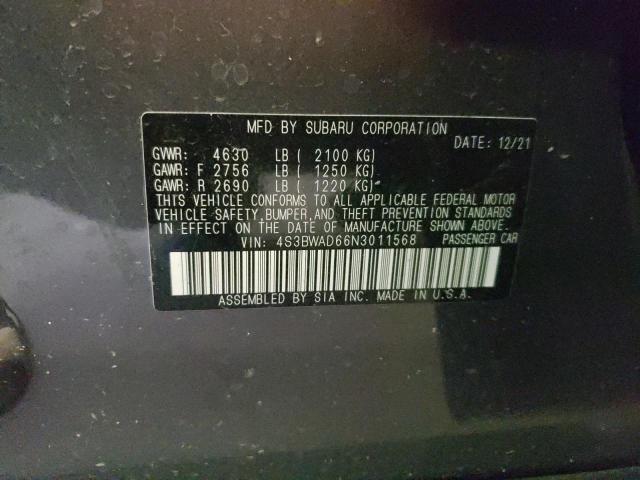 MFD BY SUBARU CORPORATION
DATE: 12/21
GVWR: 4630 LB ( 2100 KG)
GAWR: F 2756 LB ( 1250 KG)
GAWR: R 2690 LB ( 1220 KG)
THIS VEHICLE CONFORMS TO ALL APPLICABLE FEDERAL MOTOR
VEHICLE SAFETY, BUMPER, AND THEFT PREVENTION STANDARDS
IN EFFECT ON THE DATE OF MANUFACTURE SHOWN ABOVE.
VIN: 4S3BWAD66N3011568 PASSENGER CAR
ASSEMBLED BY SIA INC. MADE IN U.S.A.